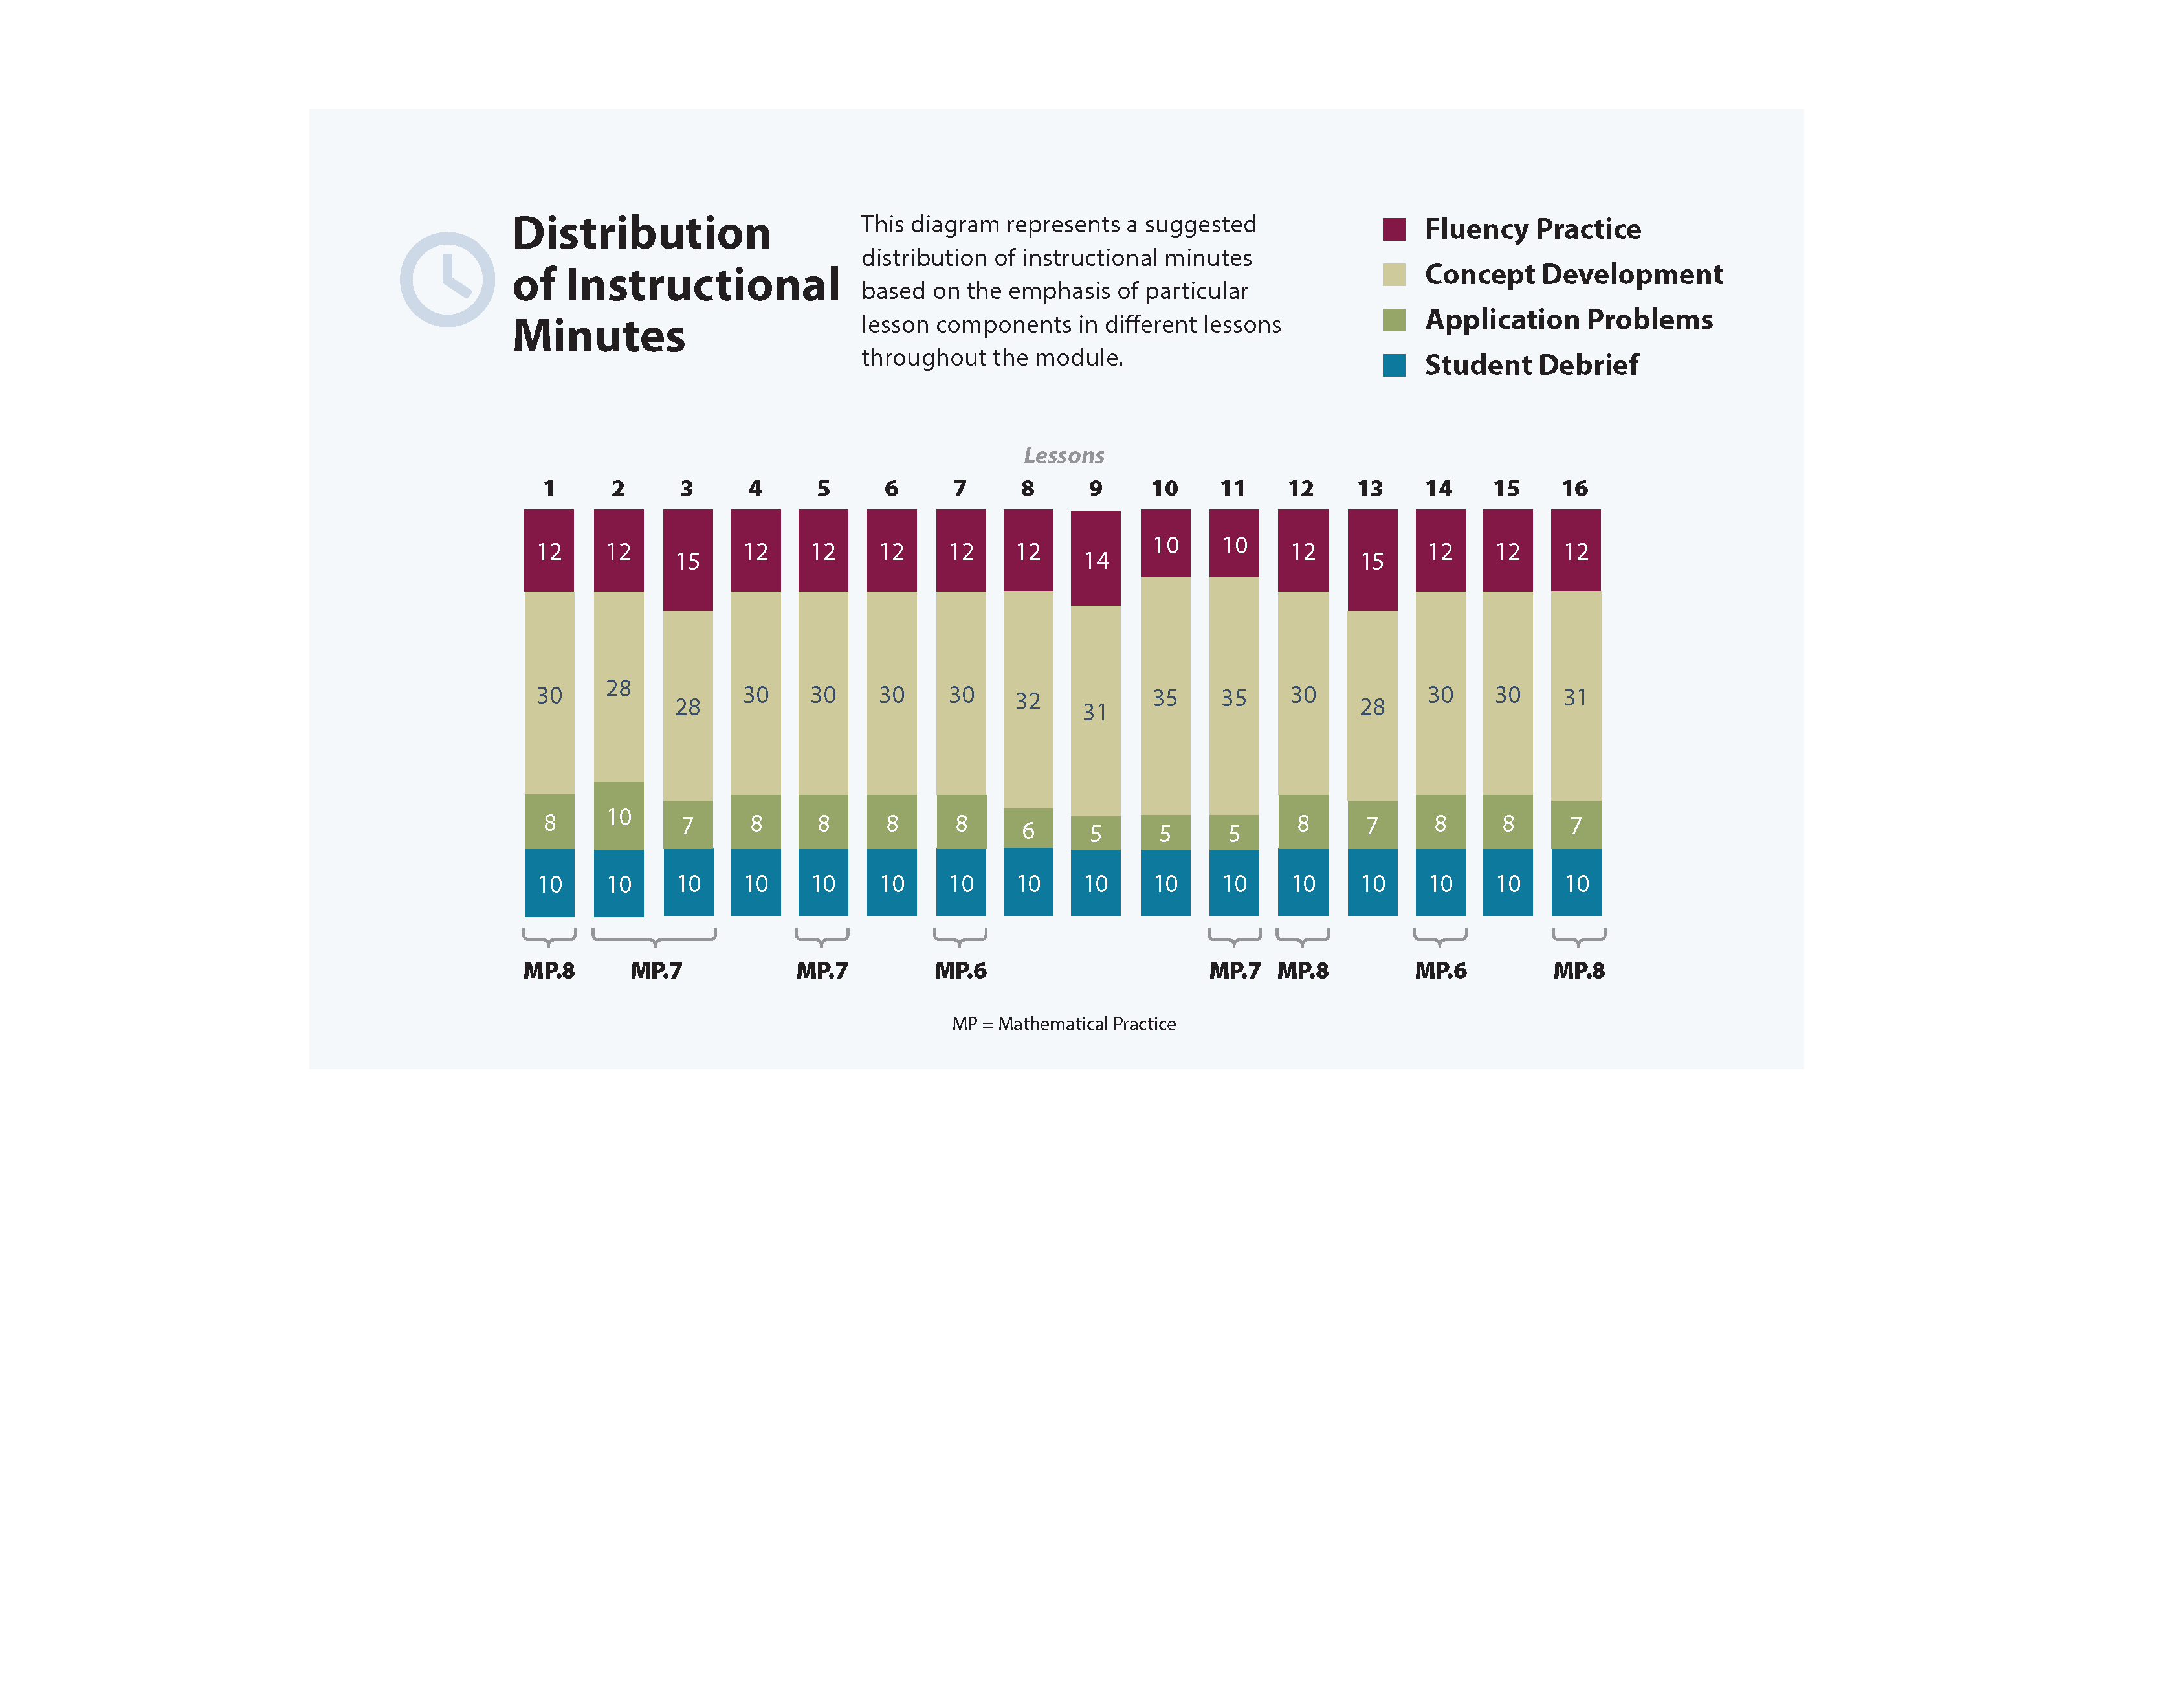 Distribution
of Instructional
Minutes
This diagram represents a suggested
distribution of instructional minutes
based on the emphasis of particular
lesson components in different lessons
throughout the module.
Fluency Practice
Concept Development
Application Problems
Student Debrief
Lessons
1 2 3 4 5 6 7 8 9 10 11 12 13 14 15 16
12 12 15 12 12 12 12 12 14 10 10 12 15 12 12 12
30 28 28 30 30 30 30 32 31 35 35 30 28 30 30 31
8 10 7 8 8 8 8 6 5 5 5 8 7 8 8 7
10 10 10 10 10 10 10 10 10 10 10 10 10 10 10 10
MP.8 MP.7 MP.7 MP.6 MP.7 MP.8 MP.6 MP.8
MP = Mathematical Practice